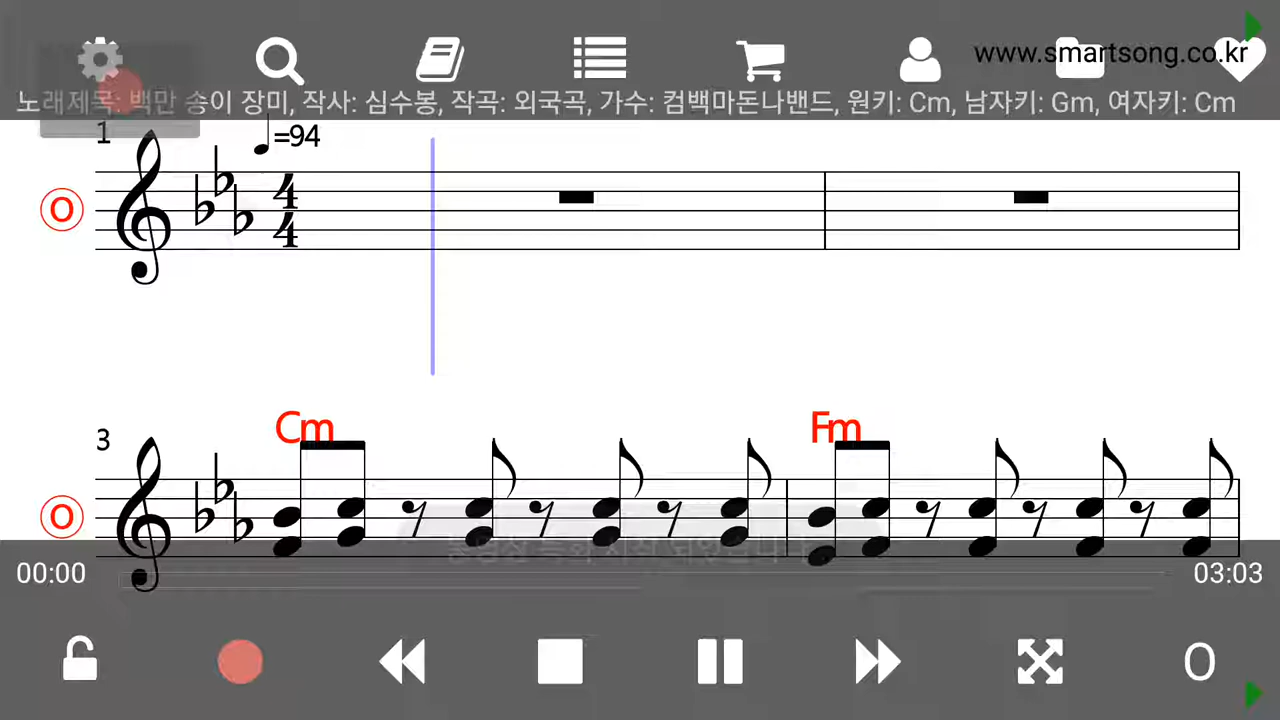 www.smartsong.co.kr
노래제목: 백만 송이 장미, 작사: 심수봉, 작곡: 외국곡, 가수: 컴백마돈나밴드, 원키: Cm, 남자키: Gm, 여자키: Cm
1
=94
O
4
4
Cm
Fm
3
O
00:00
03:03
O